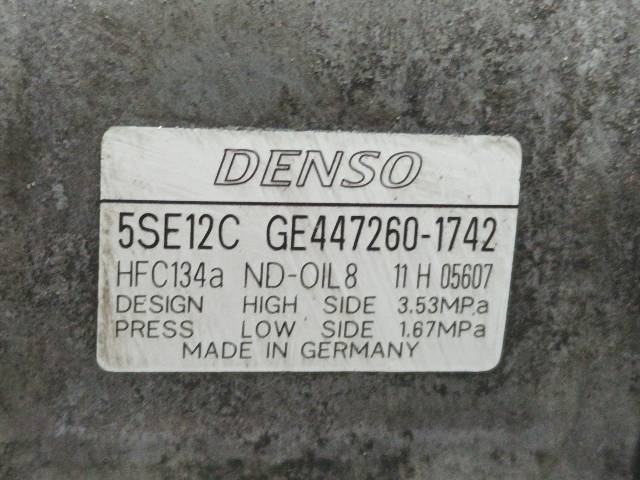 DENSO
5SE12C GE447260-1742
HFC134a ND-OIL8 11 H 05607
DESIGN HIGH SIDE 3.53MPa
PRESS LOW SIDE 1.67MPa
MADE IN GERMANY